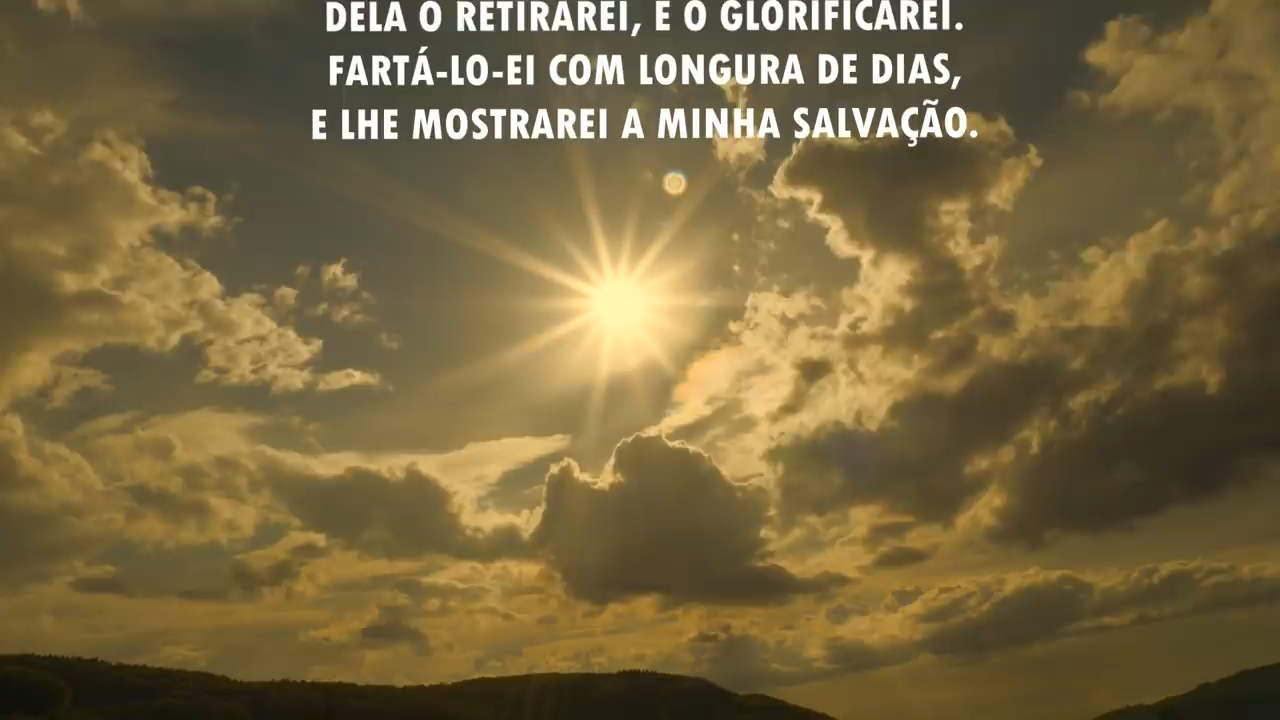 DELA O RETIRAREI, E O GLORIFICAREI.
FARTÁ-LO-EI COM LONGURA DE DIAS,
E LHE MOSTRAREI A MINHA SALVAÇÃO.